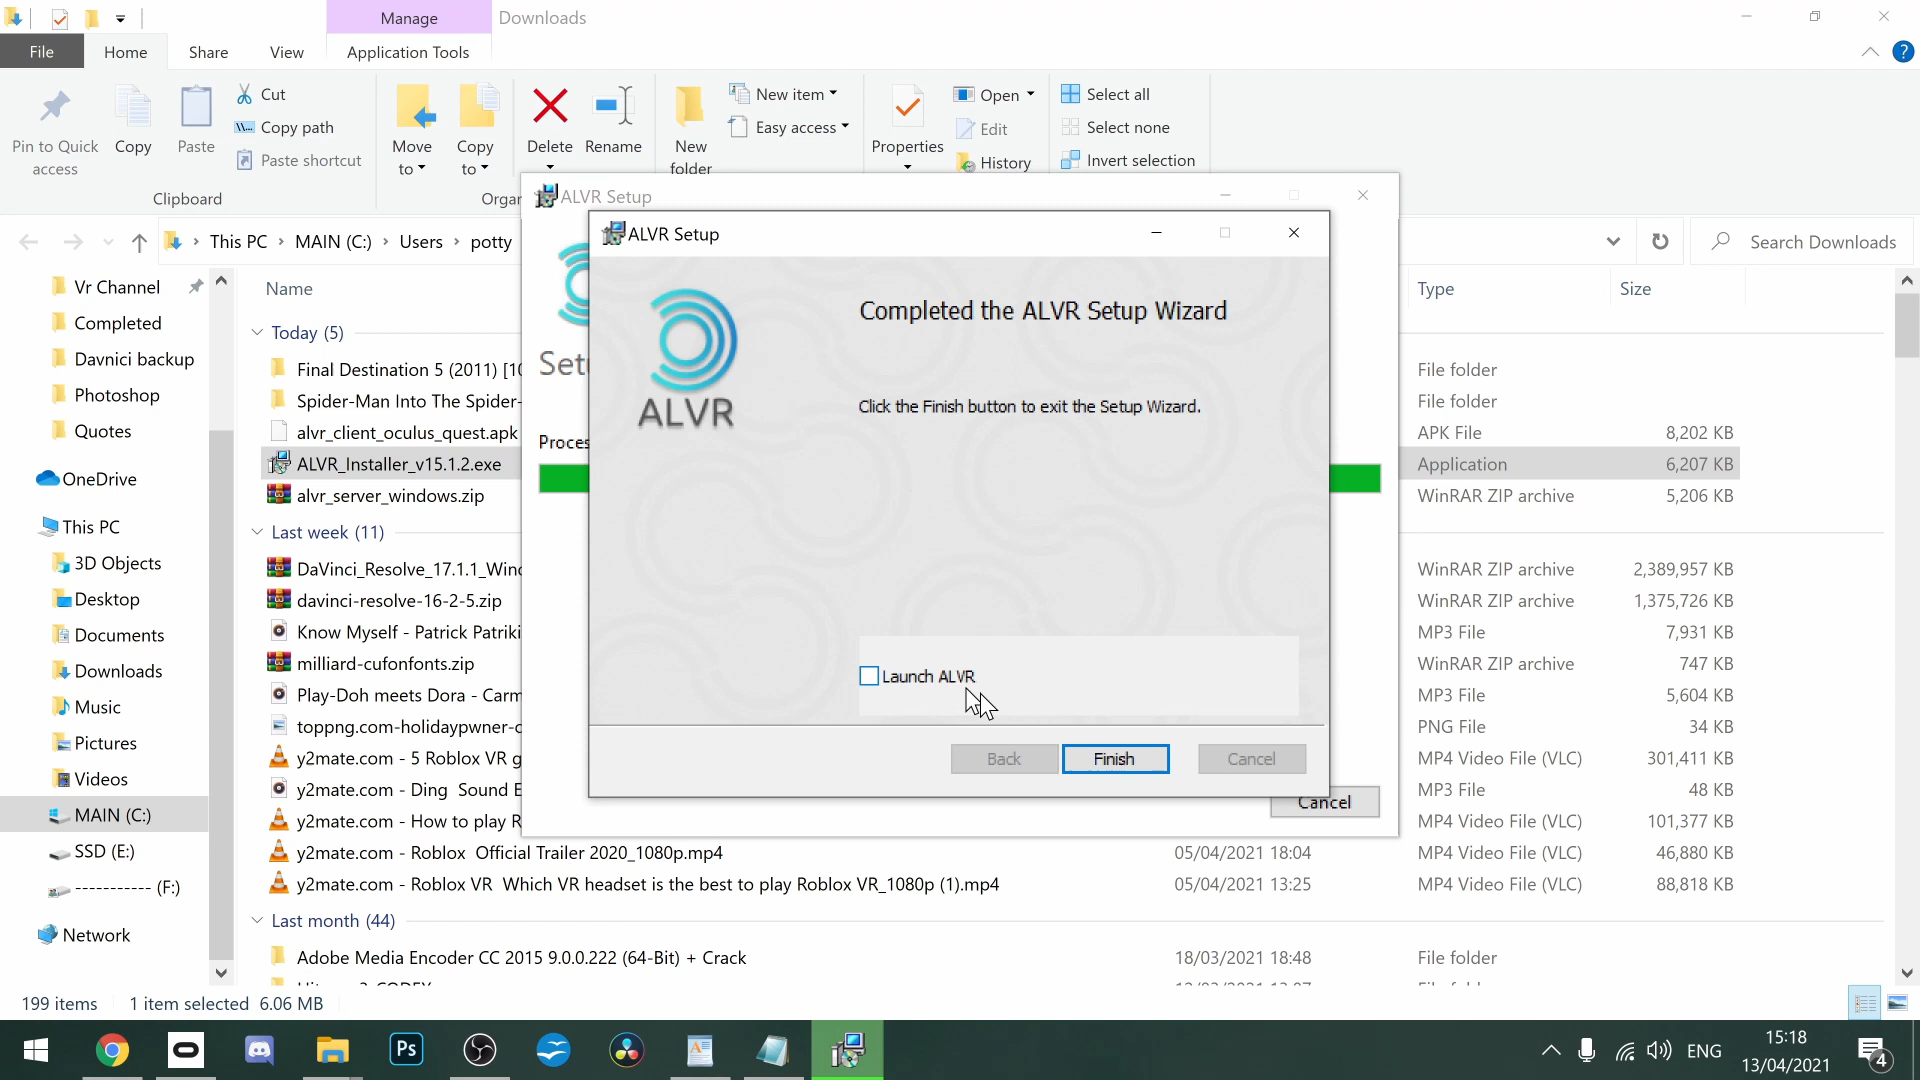 Manage
Downloads
File
Home
Share
View
Application Tools
Pin to Quick
access
Copy
Paste
Cut
Copy path
Paste shortcut
Clipboard
Move
to
Copy
to
Delete
Rename
New
folder
New item
Easy access
Properties
Open
Edit
History
Select all
Select none
Invert selection
ALVR Setup
This PC
MAIN (C:)
Users
potty
Search Downloads
ALVR Setup
Vr Channel
Completed
Davnici backup
Photoshop
Quotes
OneDrive
This PC
3D Objects
Desktop
Documents
Downloads
Music
Pictures
Videos
MAIN (C:)
SSD (E:)
----------- (F:)
Network
Name
Type
Size
Today (5)
Final Destination 5 (2011) [10
File folder
Spider-Man Into The Spider-
File folder
alvr_client_oculus_quest.apk
APK File
8,202 KB
ALVR_Installer_v15.1.2.exe
Application
6,207 KB
alvr_server_windows.zip
WinRAR ZIP archive
5,206 KB
Last week (11)
DaVinci_Resolve_17.1.1_Winc
WinRAR ZIP archive
2,389,957 KB
davinci-resolve-16-2-5.zip
WinRAR ZIP archive
1,375,726 KB
Know Myself - Patrick Patriki
MP3 File
7,931 KB
milliard-cufonfonts.zip
WinRAR ZIP archive
747 KB
Play-Doh meets Dora - Carm
MP3 File
5,604 KB
toppng.com-holidaypwner-c
PNG File
34 KB
y2mate.com - 5 Roblox VR g
MP4 Video File (VLC)
301,411 KB
y2mate.com - Ding  Sound E
MP3 File
48 KB
y2mate.com - How to play R
MP4 Video File (VLC)
101,377 KB
y2mate.com - Roblox  Official Trailer 2020_1080p.mp4
05/04/2021 18:04
MP4 Video File (VLC)
46,880 KB
y2mate.com - Roblox VR  Which VR headset is the best to play Roblox VR_1080p (1).mp4
05/04/2021 13:25
MP4 Video File (VLC)
88,818 KB
Last month (44)
Adobe Media Encoder CC 2015 9.0.0.222 (64-Bit) + Crack
18/03/2021 18:48
File folder
ALVR
Completed the ALVR Setup Wizard
Click the Finish button to exit the Setup Wizard.
Launch ALVR
Back
Finish
Cancel
Cancel
199 items
1 item selected
6.06 MB
Ps
ENG
15:18
13/04/2021
4